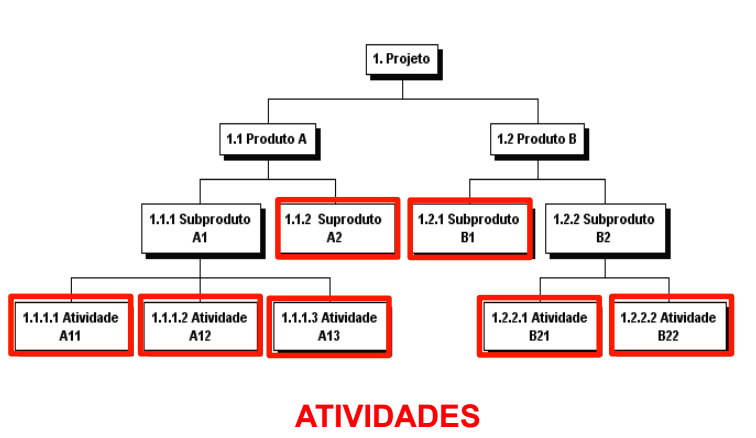 1. Projeto
1.1 Produto A
1.2 Produto B
1.1.1 Subproduto
A1
1.1.2 Suproduto
A2
1.2.1 Subproduto
B1
1.2.2 Subproduto
B2
1.1.1.1 Atividade
A11
1.1.1.2 Atividade
A12
1.1.1.3 Atividade
A13
1.2.2.1 Atividade
B21
1.2.2.2 Atividade
B22
ATIVIDADES